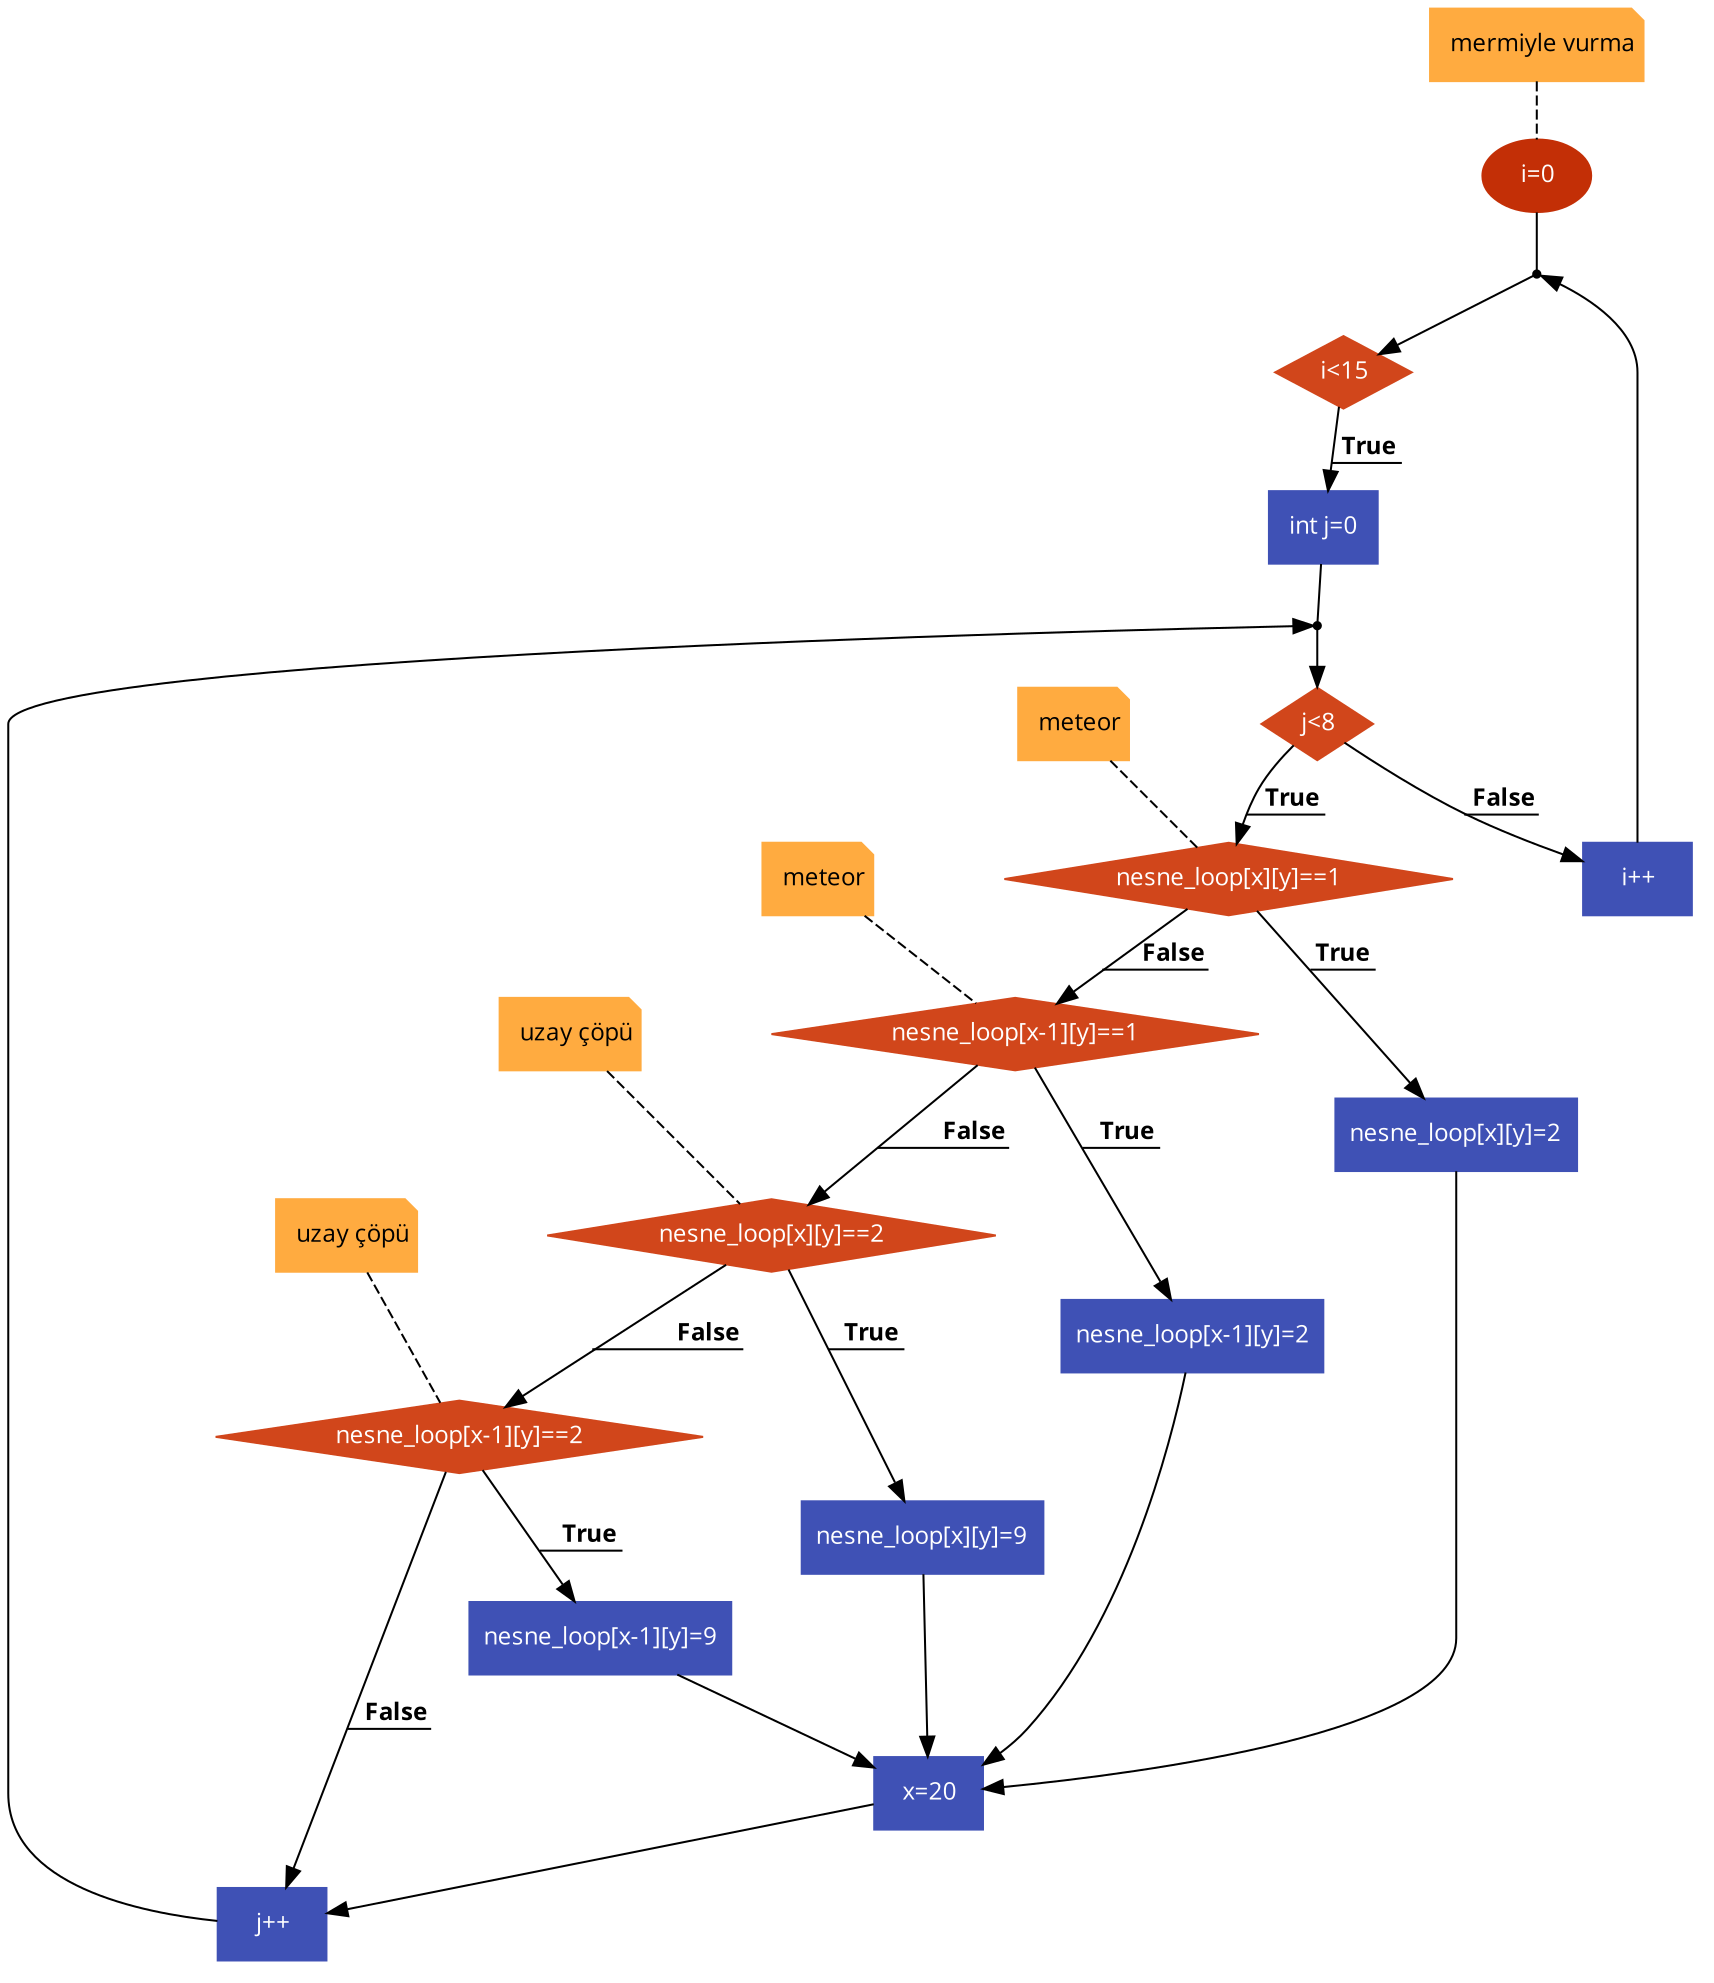 mermiyle vurma
i=0
i<15
True
int j=0
meteor
j<8
True
False
meteor
nesne_loop[x][y]==1
i++
False
True
uzay çöpü
nesne_loop[x-1][y]==1
False
True
nesne_loop[x][y]=2
uzay çöpü
nesne_loop[x][y]==2
False
True
nesne_loop[x-1][y]=2
nesne_loop[x-1][y]==2
True
nesne_loop[x][y]=9
nesne_loop[x-1][y]=9
False
x=20
j++